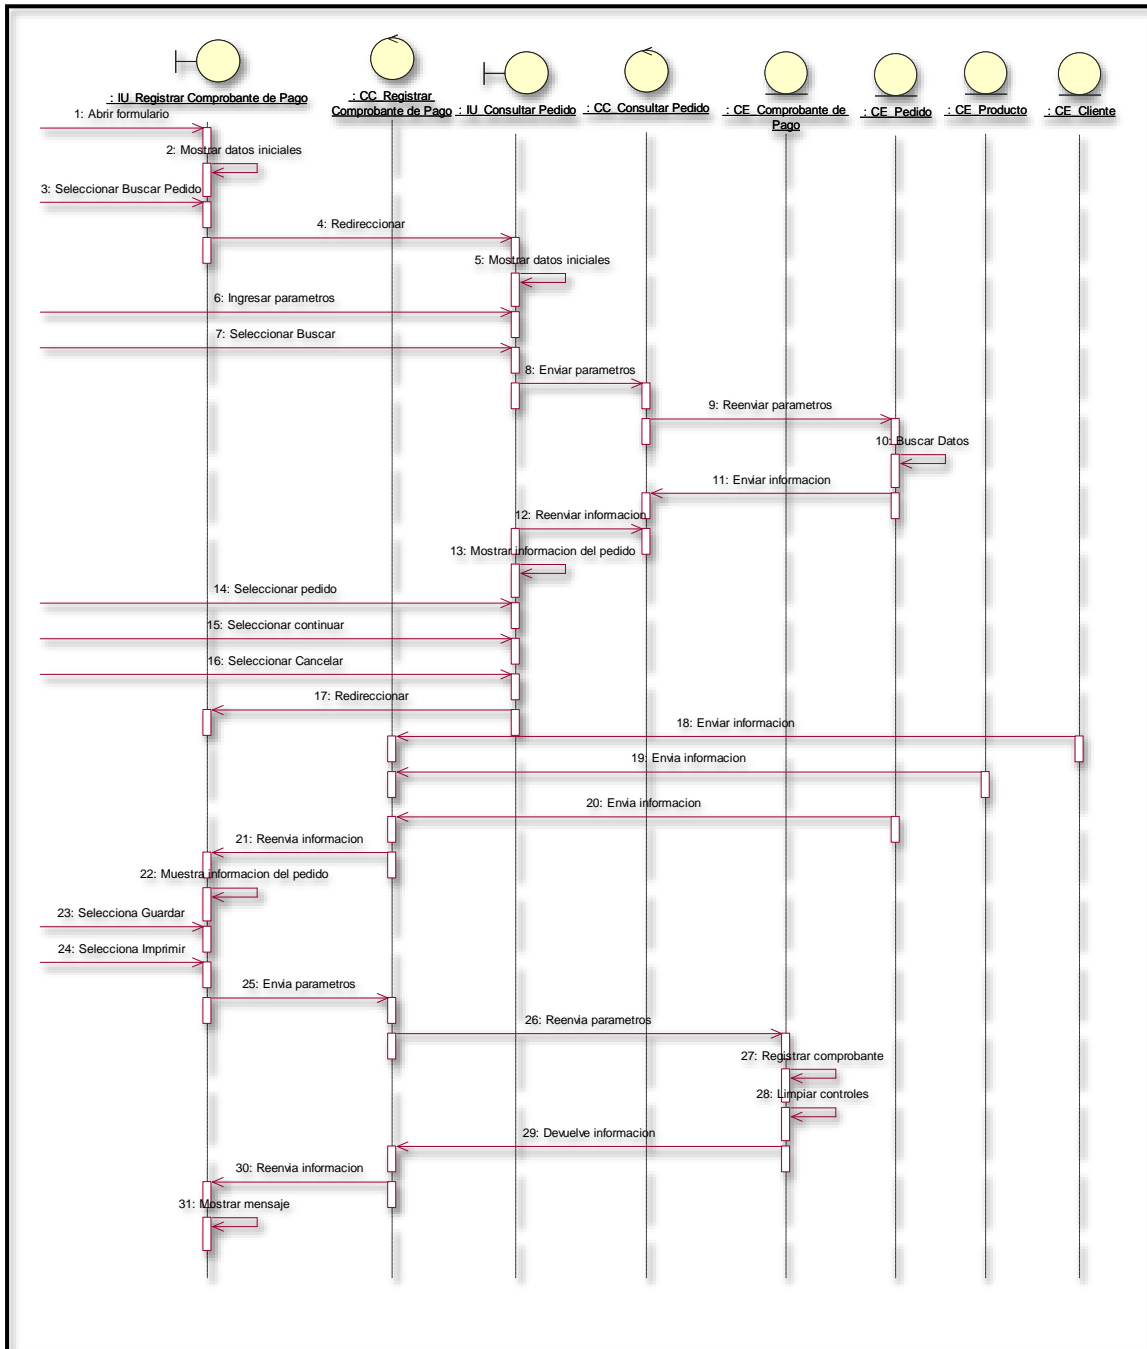 : IU_Registrar Comprobante de Pago
: CC_Registrar
Comprobante de Pago
: IU_Consultar Pedido
: CC_Consultar Pedido
: CE_Comprobante de
Pago
: CE_Pedido
: CE_Producto
: CE_Cliente
1: Abrir formulario
2: Mostrar datos iniciales
3: Seleccionar Buscar Pedido
4: Redireccionar
5: Mostrar datos iniciales
6: Ingresar parametros
7: Seleccionar Buscar
8: Enviar parametros
9: Reenviar parametros
10: Buscar Datos
11: Enviar informacion
12: Reenviar informacion
13: Mostrar informacion del pedido
14: Seleccionar pedido
15: Seleccionar continuar
16: Seleccionar Cancelar
17: Redireccionar
18: Enviar informacion
19: Envia informacion
20: Envia informacion
21: Reenvia informacion
22: Muestra informacion del pedido
23: Selecciona Guardar
24: Selecciona Imprimir
25: Envia parametros
26: Reenvia parametros
27: Registrar comprobante
28: Limpiar controles
29: Devuelve informacion
30: Reenvia informacion
31: Mostrar mensaje